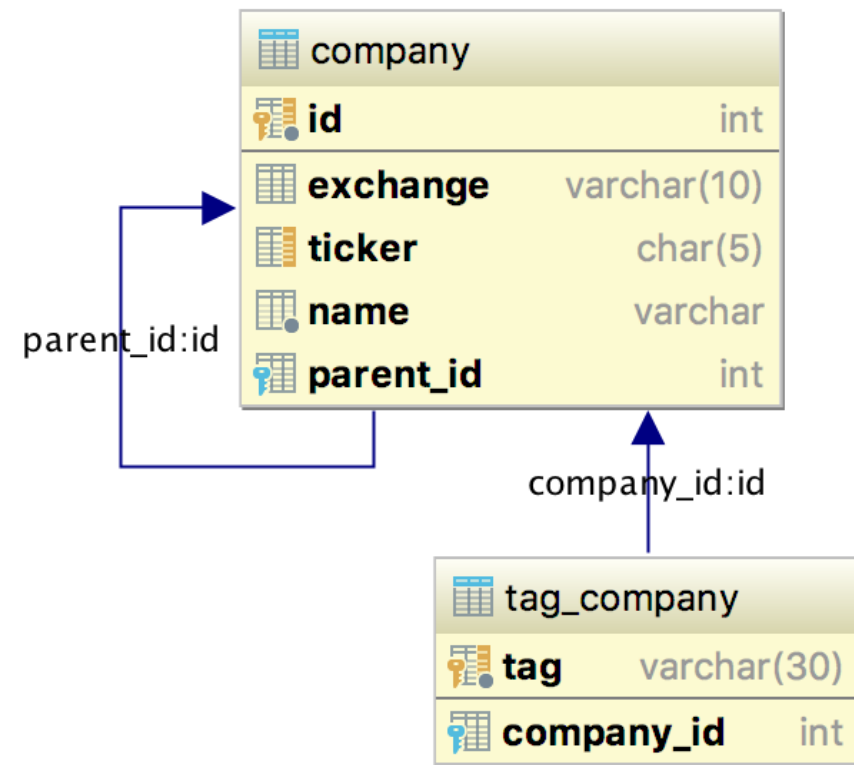 company
id int
exchange varchar(10)
ticker char(5)
name varchar
parent_id int
parent_id:id
company_id:id
tag_company
tag varchar(30)
company_id int